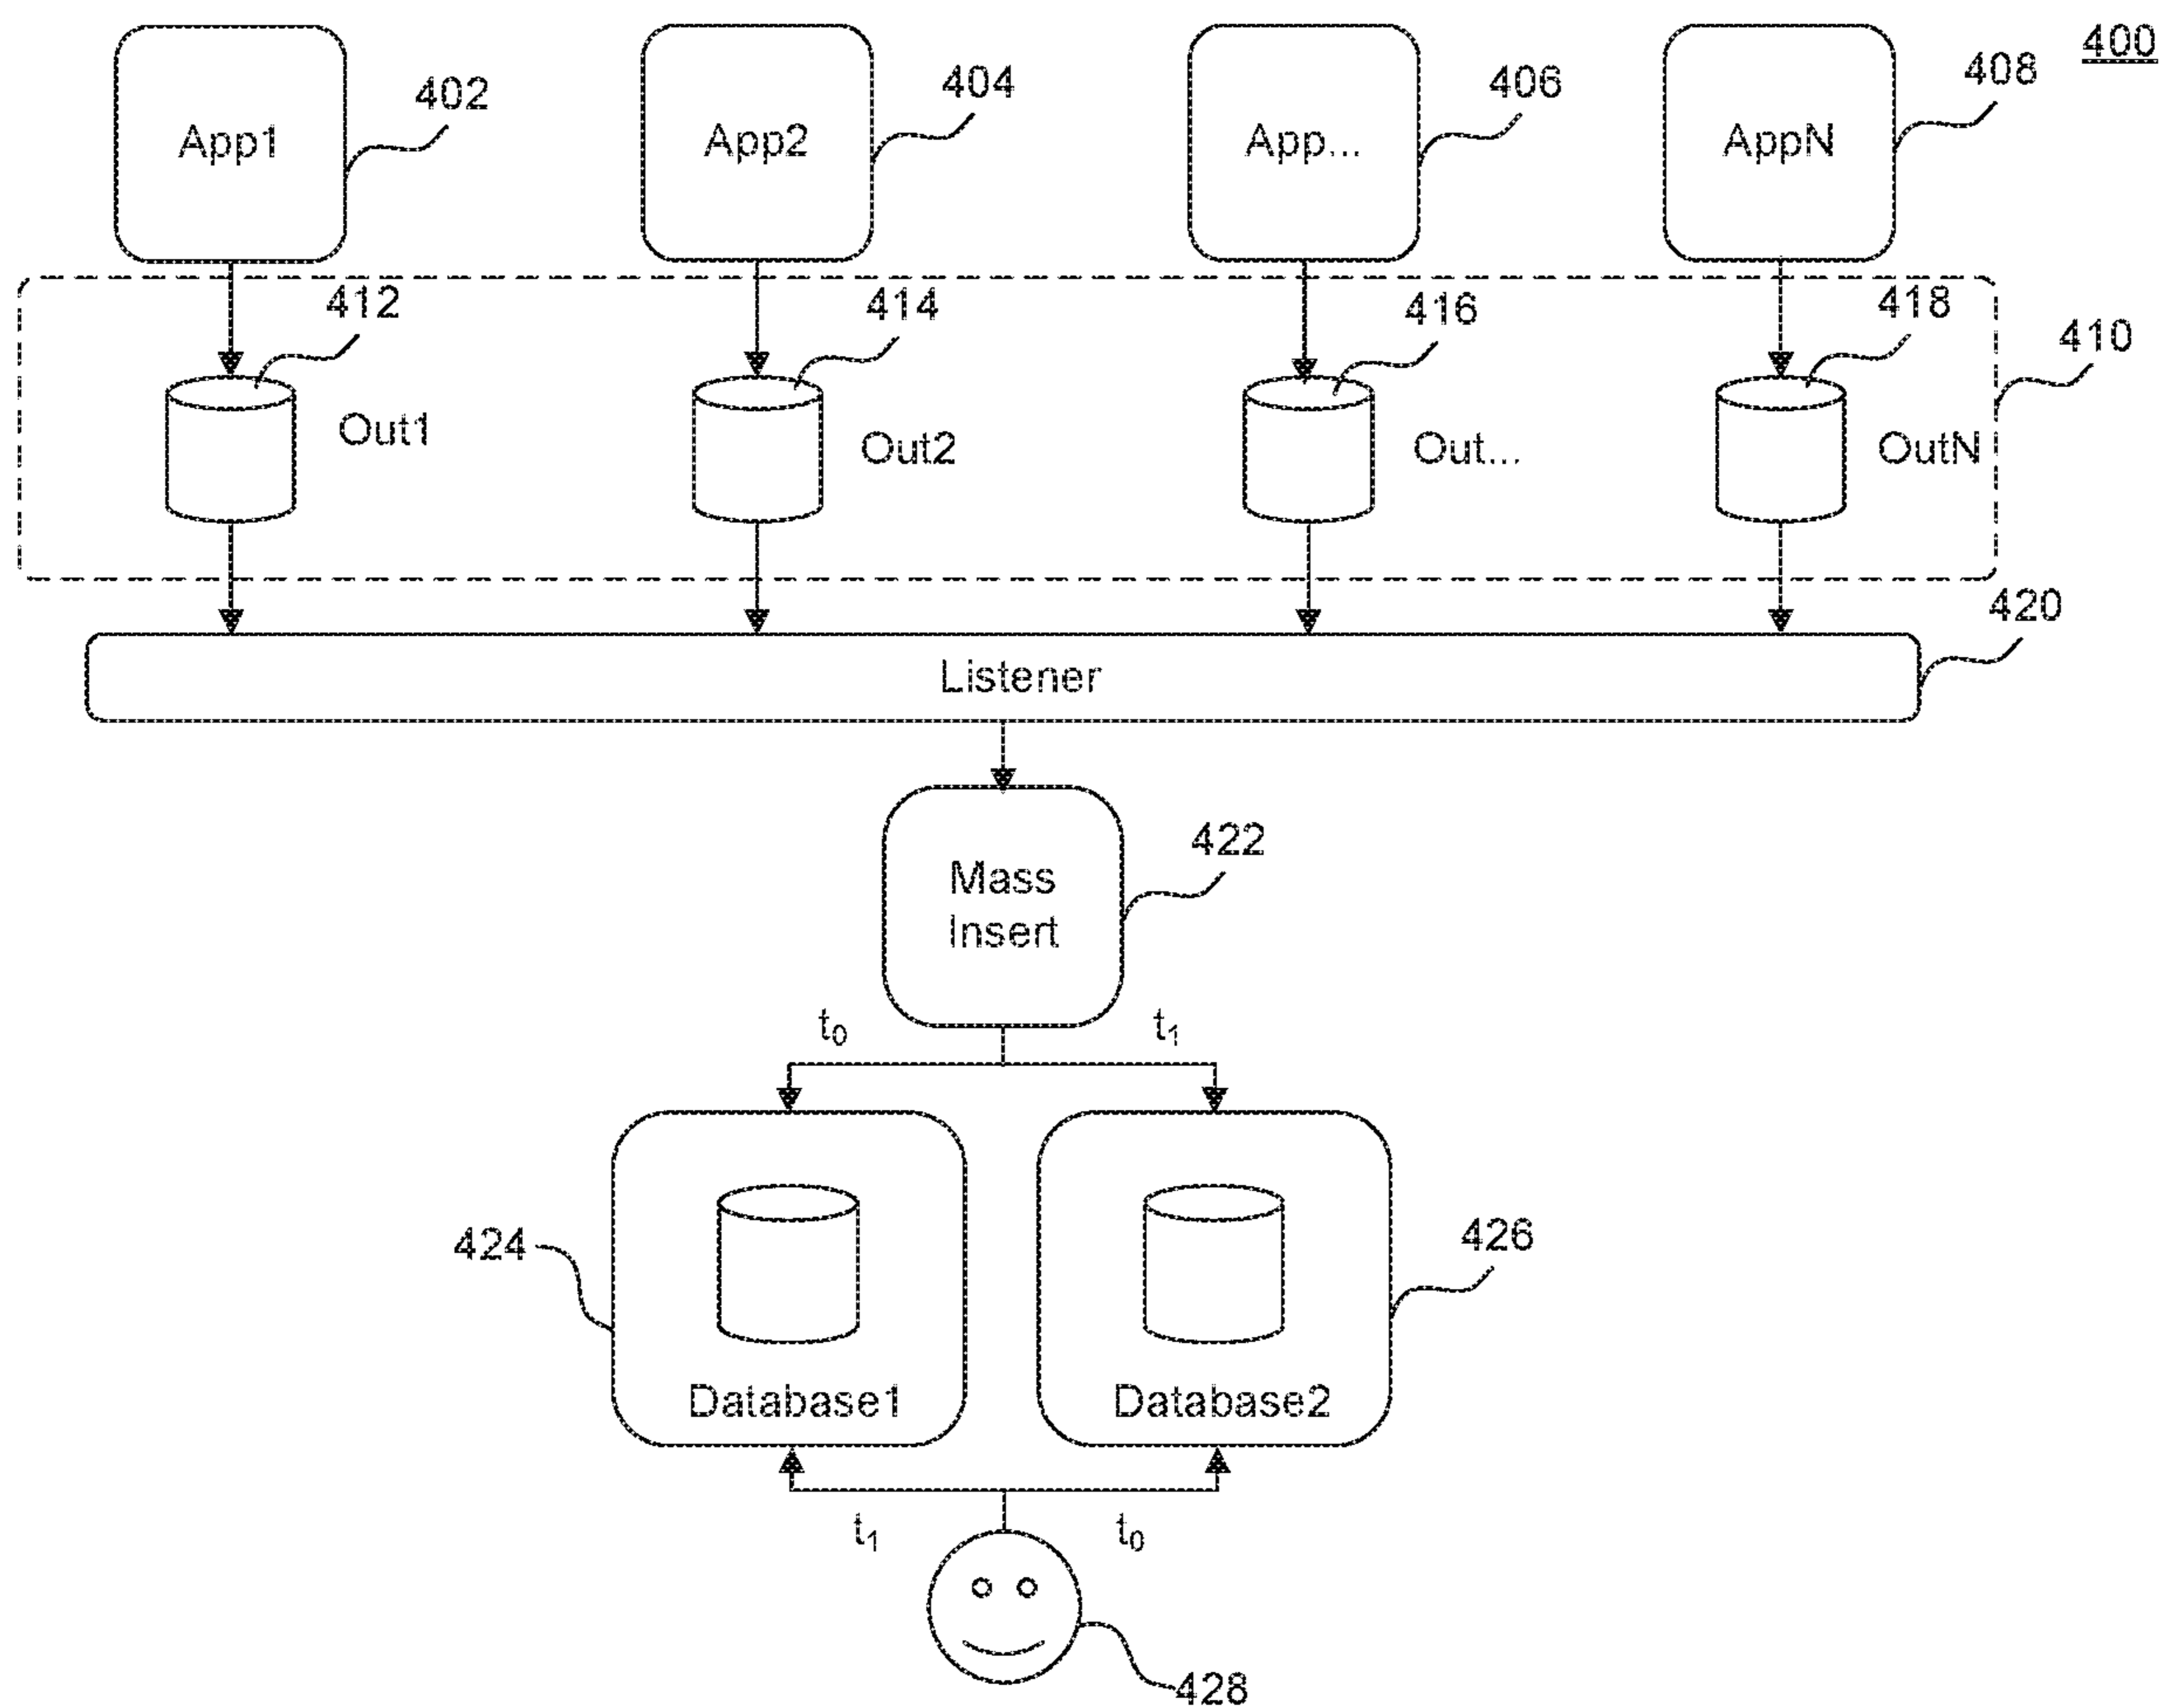 400
402
404
406
408
App1
App2
App...
AppN
412
414
416
418
410
Out1
Out2
Out...
OutN
420
Listener
422
Mass
Insert
t0
t1
424
426
Database1
Database2
t1
t0
428